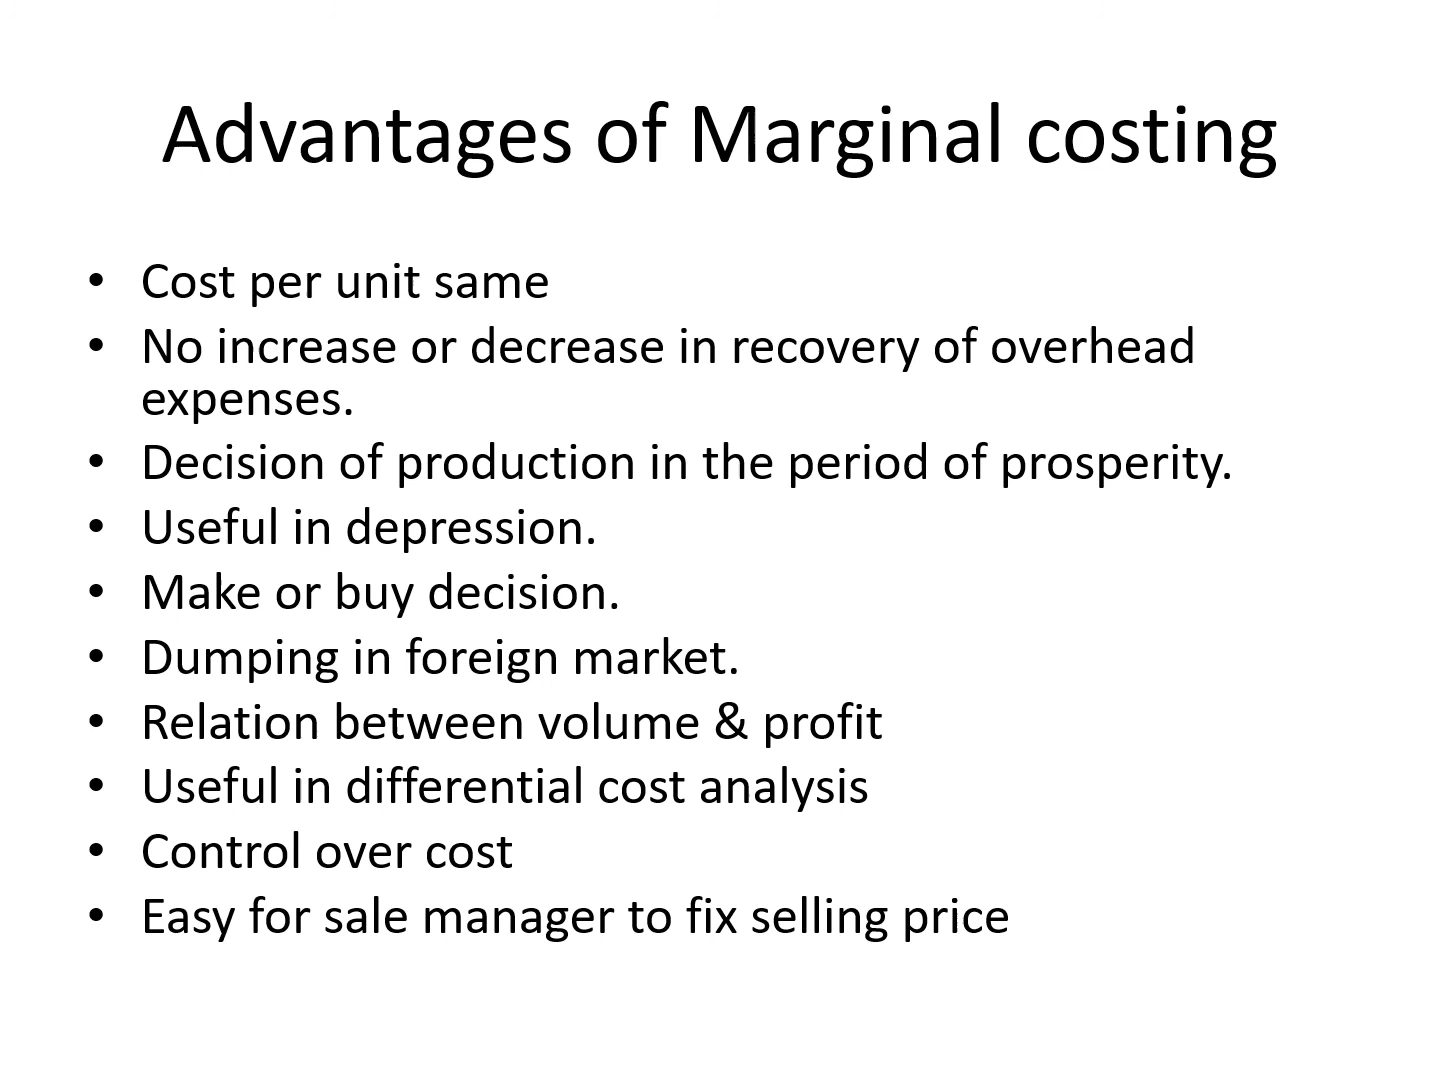 Advantages of Marginal costing
• Cost per unit same
• No increase or decrease in recovery of overhead
expenses.
• Decision of production in the period of prosperity.
• Useful in depression.
• Make or buy decision.
• Dumping in foreign market.
• Relation between volume & profit
• Useful in differential cost analysis
• Control over cost
• Easy for sale manager to fix selling price